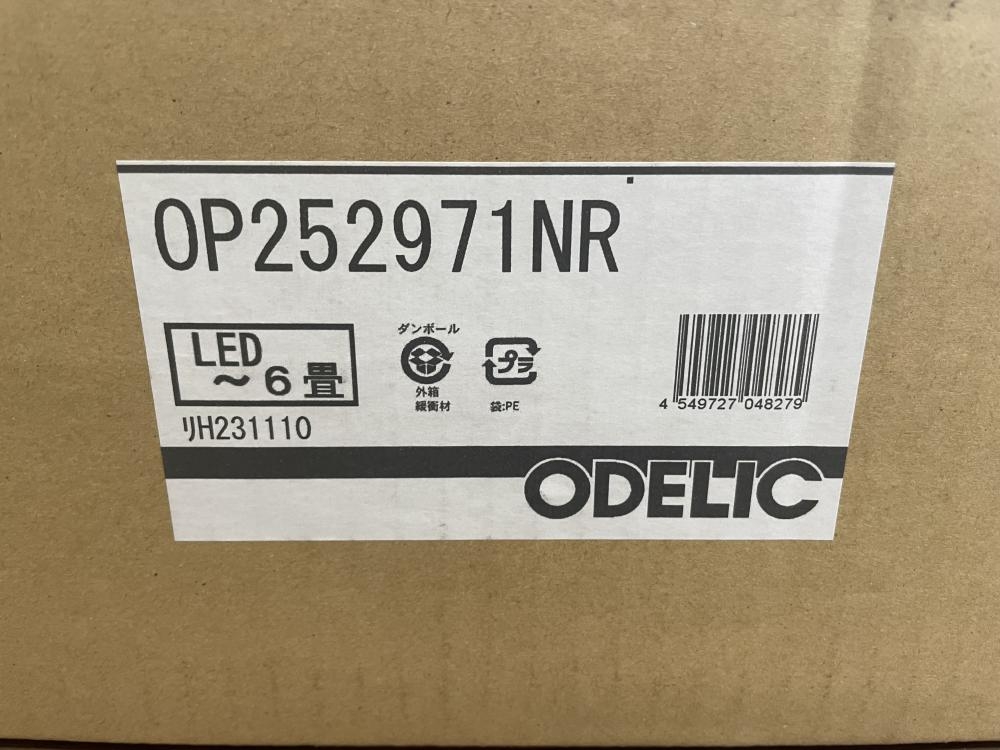 OP252971NR
LED
～6畳
ﾘH231110
ダンボール
外箱
緩衝材
プラ
袋:PE
4 549727 048279
ODELIC